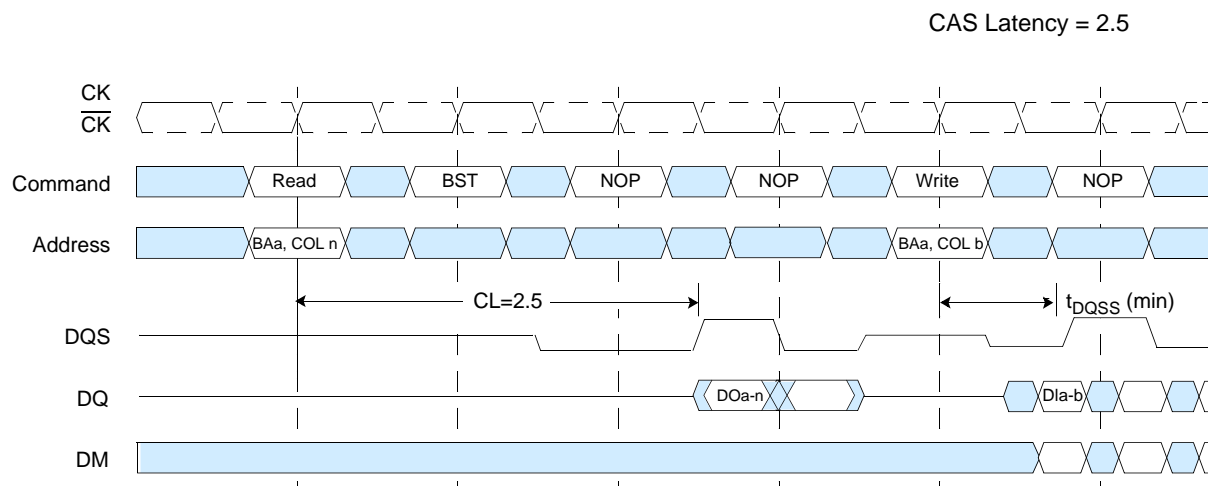 CAS Latency = 2.5
CK
CK
Command
Read
BST
NOP
NOP
Write
NOP
Address
BAa, COL n
BAa, COL b
CL=2.5
tDQSS (min)
DQS
DQ
DOa-n
DIa-b
DM